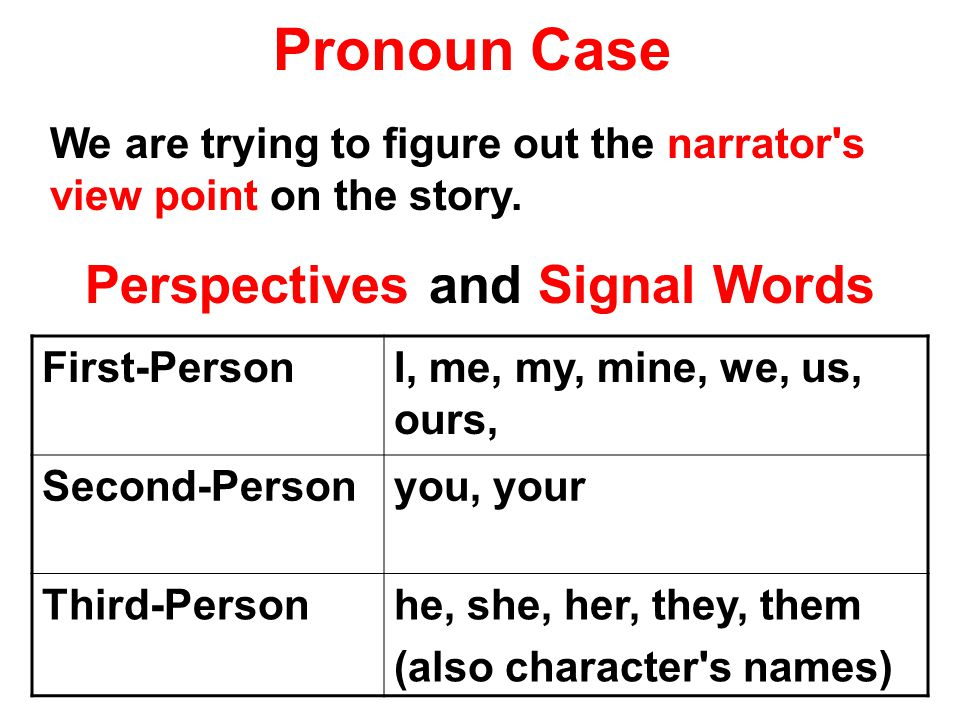 Pronoun Case
We are trying to figure out the narrator's
view point on the story.
Perspectives and Signal Words
First-Person
I, me, my, mine, we, us,
ours,
Second-Person
you, your
Third-Person
he, she, her, they, them
(also character's names)